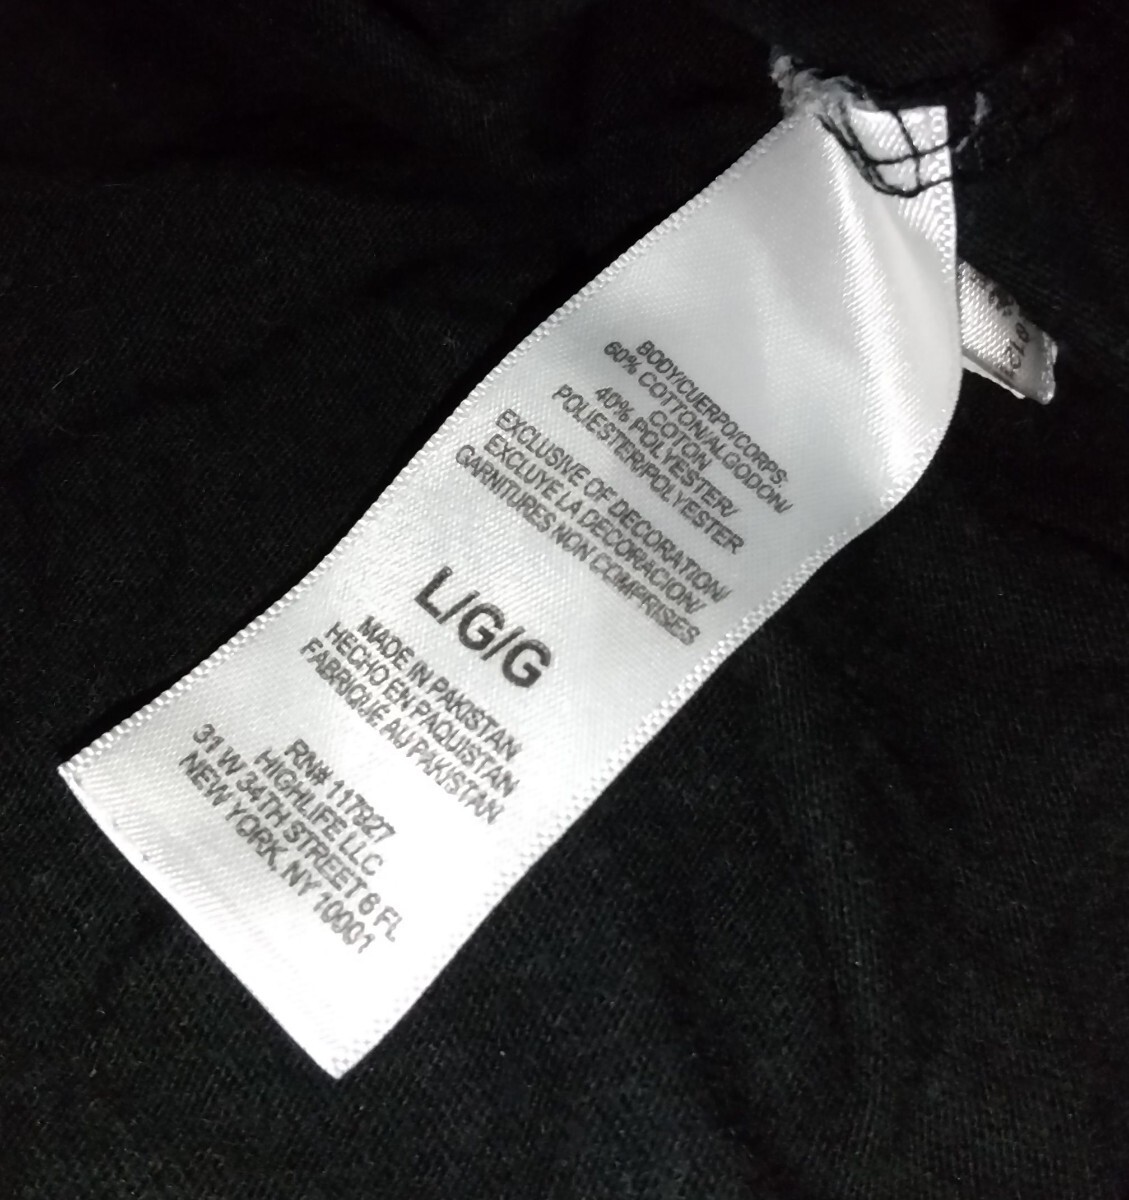 BODY/CUERPO/CORPS:
60% COTTON/ALGODON/
COTON
40% POLYESTER/
POLIESTER/POLYESTER
EXCLUSIVE OF DECORATION/
EXCLUYE LA DECORACION/
GARNITURES NON COMPRISES
L/G/G
MADE IN PAKISTAN
HECHO EN PAQUISTAN
FABRIQUÉ AU PAKISTAN
RN# 117827
HIGHLIFE LLC
31 W 34TH STREET 6 FL
NEW YORK, NY 10001